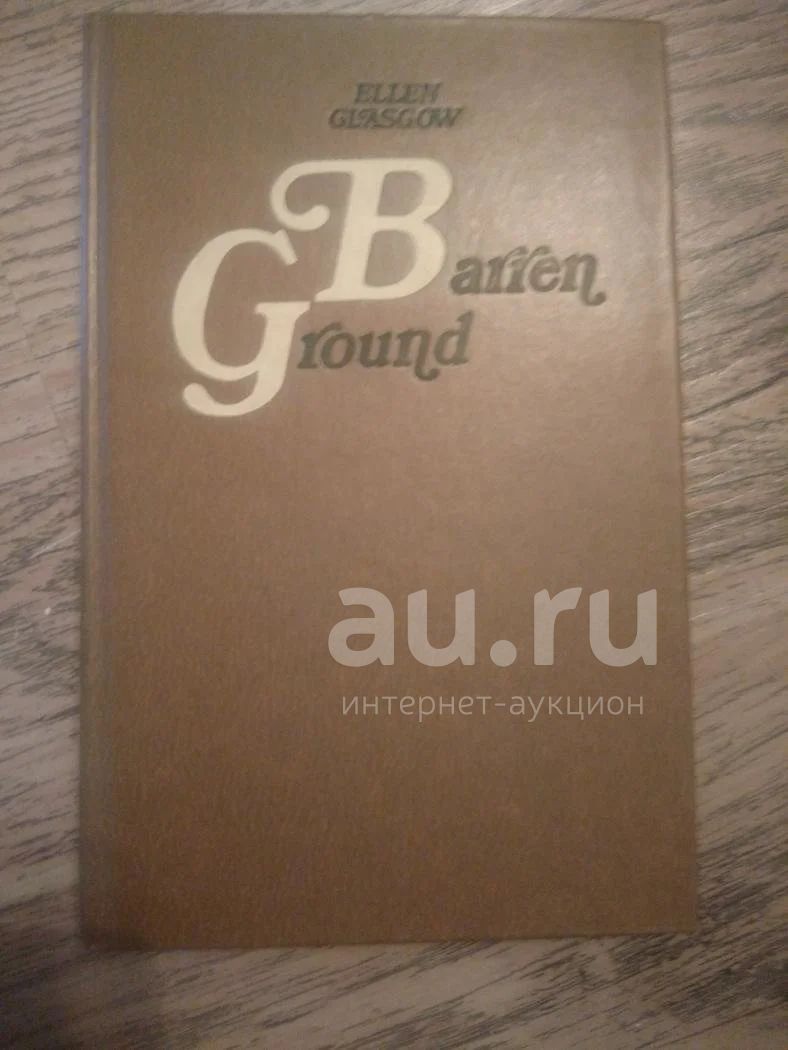 ELLEN
GLASGOW
Barren
Ground
au.ru
интернет-аукцион